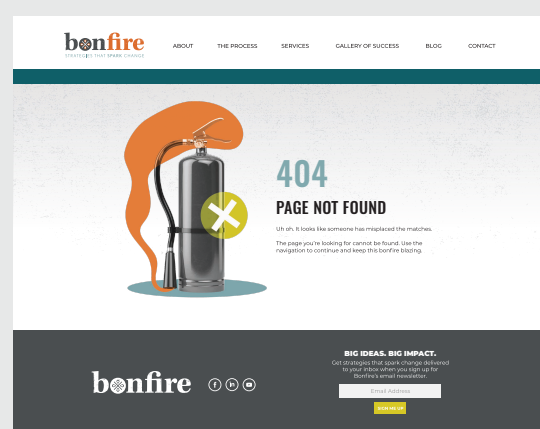 bonfire
STRATEGIES THAT SPARK CHANGE
ABOUT THE PROCESS SERVICES GALLERY OF SUCCESS BLOG CONTACT
404
PAGE NOT FOUND
Uh oh. It looks like someone has misplaced the matches.
The page you're looking for cannot be found. Use the
navigation to continue and keep this bonfire blazing.
bonfire
f in
BIG IDEAS. BIG IMPACT.
Get strategies that spark change delivered
to your inbox when you sign up for
Bonfire's email newsletter.
Email Address
SIGN ME UP